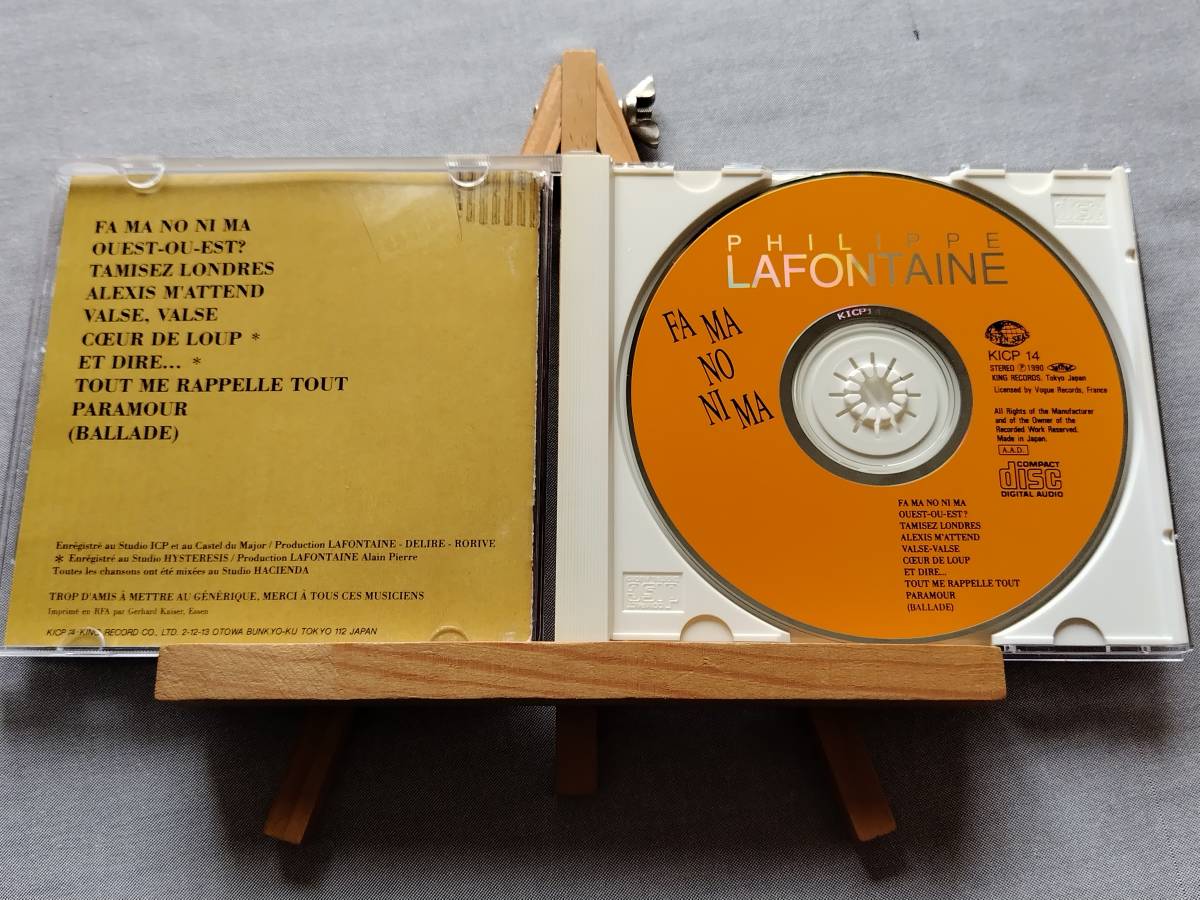 FA MA NO NI MA
OUEST-OU-EST?
TAMISEZ LONDRES
ALEXIS M'ATTEND
VALSE, VALSE
CŒUR DE LOUP *
ET DIRE... *
TOUT ME RAPPELLE TOUT
PARAMOUR
(BALLADE)
Enrégistré au Studio ICP et au Castel du Major / Production LAFONTAINE - DELIRE - RORIVE
* Enrégistré au Studio HYSTERESIS / Production LAFONTAINE Alain Pierre
Toutes les chansons ont été mixées au Studio HACIENDA
TROP D'AMIS À METTRE AU GÉNÉRIQUE, MERCI À TOUS CES MUSICIENS
Imprimé en RFA par Gerhard Kaiser, Essen
KICP 14 KING RECORD CO., LTD. 2-12-13 OTOWA BUNKYO-KU TOKYO 112 JAPAN
PHILIPPE
LAFONTAINE
FA MA
NO
NI MA
KICP14
SEVEN SEAS
KICP 14
STEREO Ⓟ 1990
KING RECORDS, Tokyo Japan
Licensed by Vogue Records, France
All Rights of the Manufacturer
and of the Owner of the
Recorded Work Reserved.
Made in Japan.
A.A.D.
COMPACT
disc
DIGITAL AUDIO
FA MA NO NI MA
OUEST-OU-EST?
TAMISEZ LONDRES
ALEXIS M'ATTEND
VALSE-VALSE
CŒUR DE LOUP
ET DIRE...
TOUT ME RAPPELLE TOUT
PARAMOUR
(BALLADE)